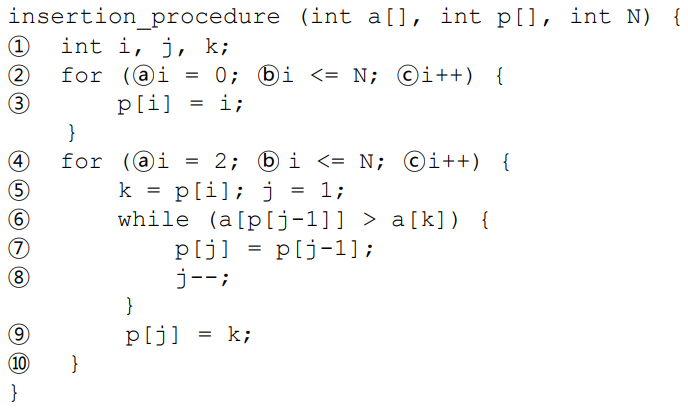 insertion_procedure (int a[], int p[], int N) {
① int i, j, k;
② for (ⓐi = 0; ⓑi <= N; ⓒi++) {
③ p[i] = i;
}
④ for (ⓐi = 2; ⓑ i <= N; ⓒi++) {
⑤ k = p[i]; j = 1;
⑥ while (a[p[j-1]] > a[k]) {
⑦ p[j] = p[j-1];
⑧ j--;
}
⑨ p[j] = k;
⑩ }
}